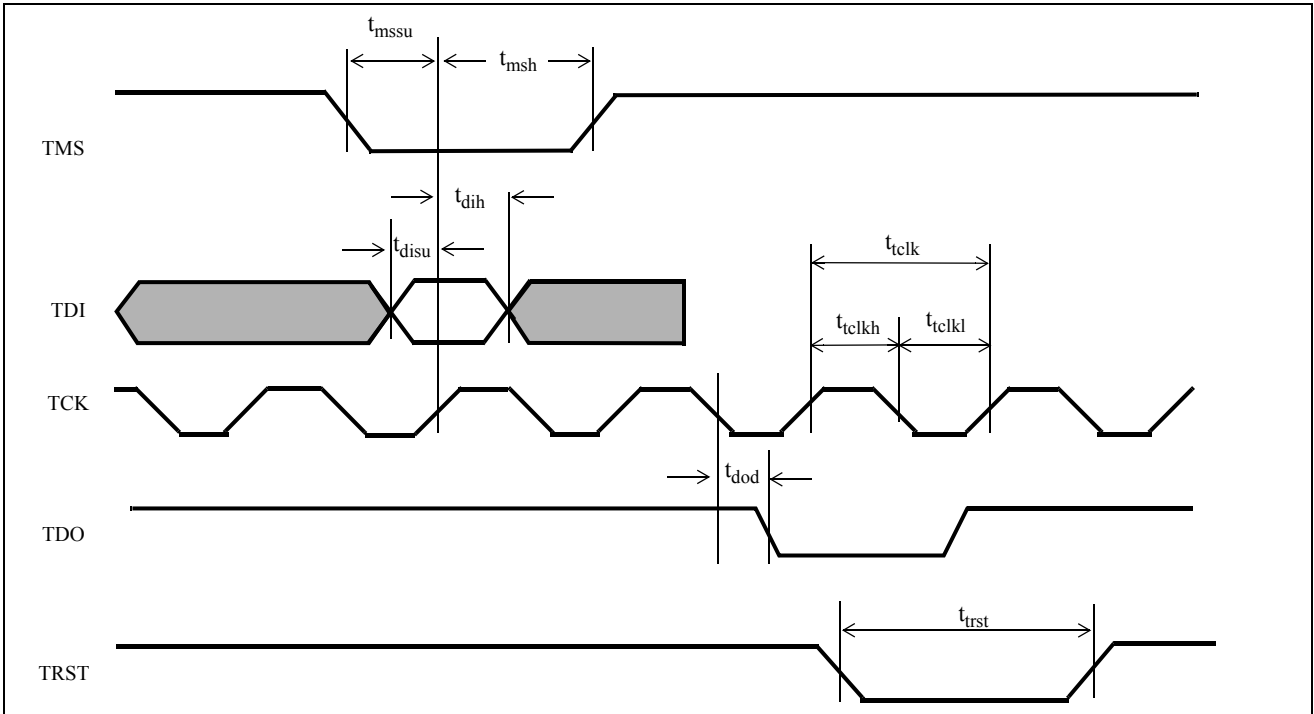 tmssu
tmsh
TMS
tdih
tdisu
ttclk
TDI
ttclkh
ttclkl
TCK
tdod
TDO
ttrst
TRST